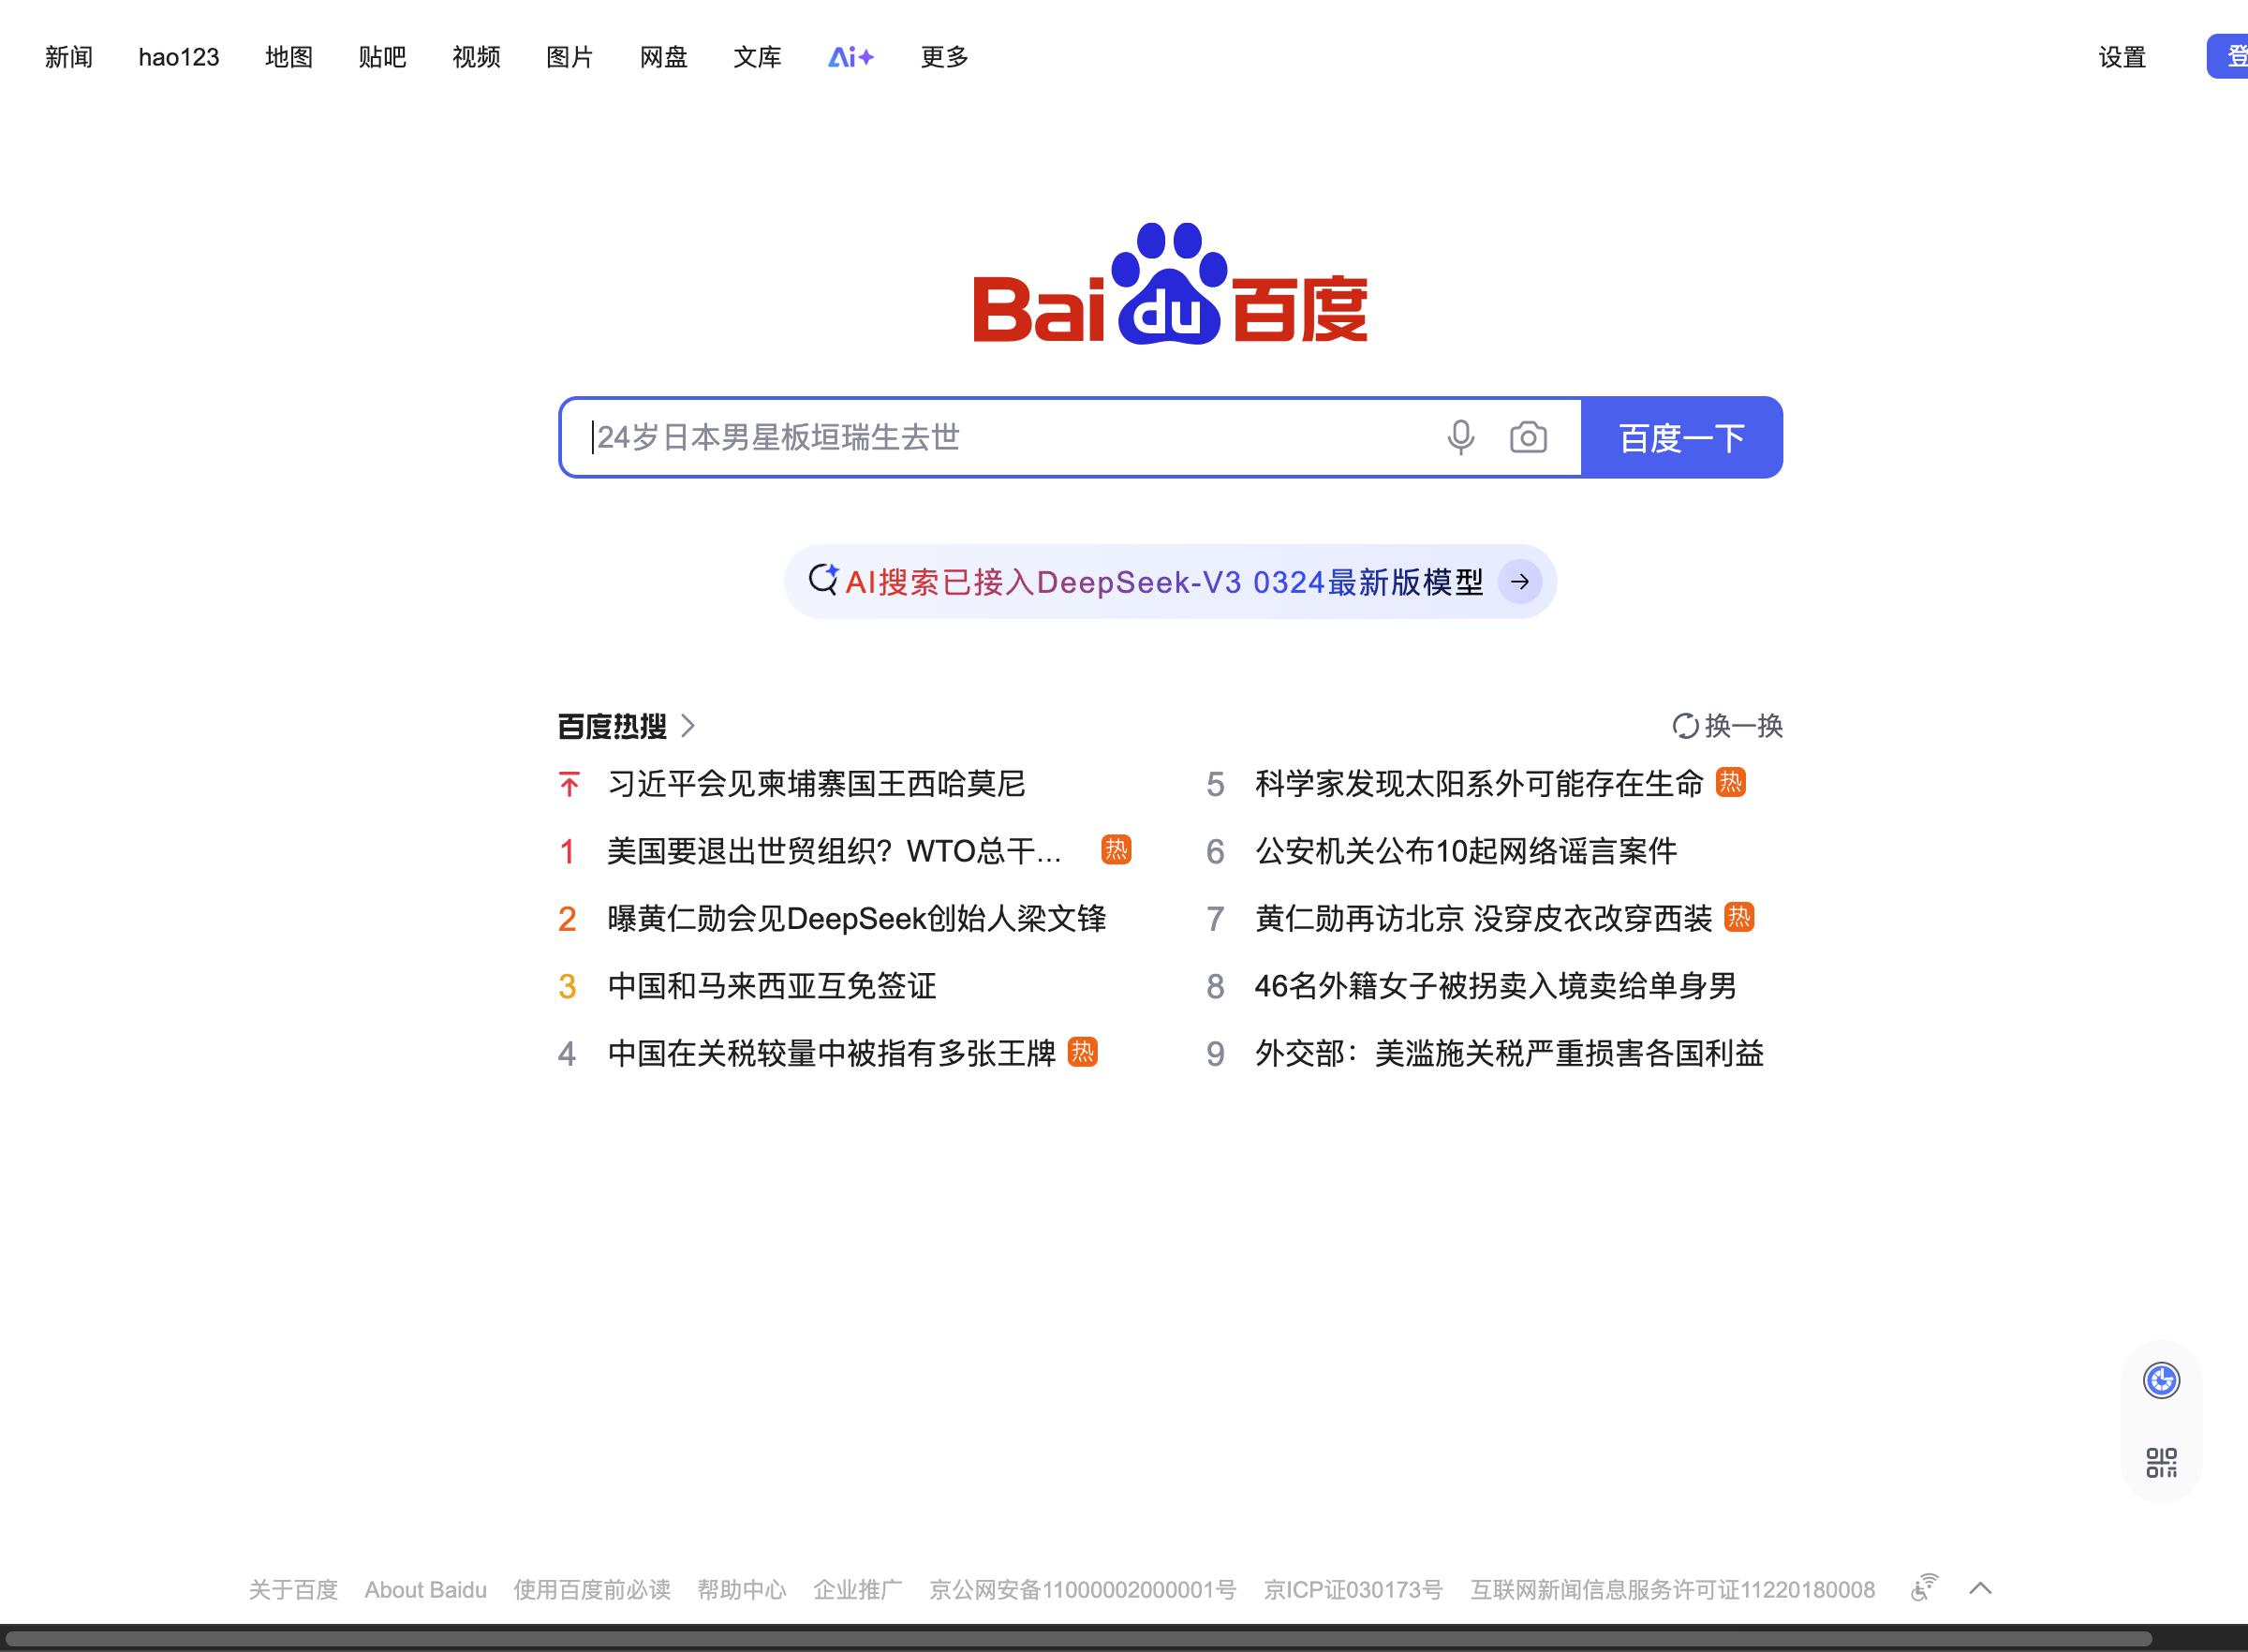 新闻 hao123 地图 贴吧 视频 图片 网盘 文库 Ai+ 更多 设置 登
Bai du 百度
24岁日本男星板垣瑞生去世 百度一下
AI搜索已接入DeepSeek-V3 0324最新版模型
百度热搜 换一换
习近平会见柬埔寨国王西哈莫尼
1 美国要退出世贸组织？WTO总干... 热
2 曝黄仁勋会见DeepSeek创始人梁文锋
3 中国和马来西亚互免签证
4 中国在关税较量中被指有多张王牌 热
5 科学家发现太阳系外可能存在生命 热
6 公安机关公布10起网络谣言案件
7 黄仁勋再访北京 没穿皮衣改穿西装 热
8 46名外籍女子被拐卖入境卖给单身男
9 外交部：美滥施关税严重损害各国利益
关于百度 About Baidu 使用百度前必读 帮助中心 企业推广 京公网安备11000002000001号 京ICP证030173号 互联网新闻信息服务许可证11220180008